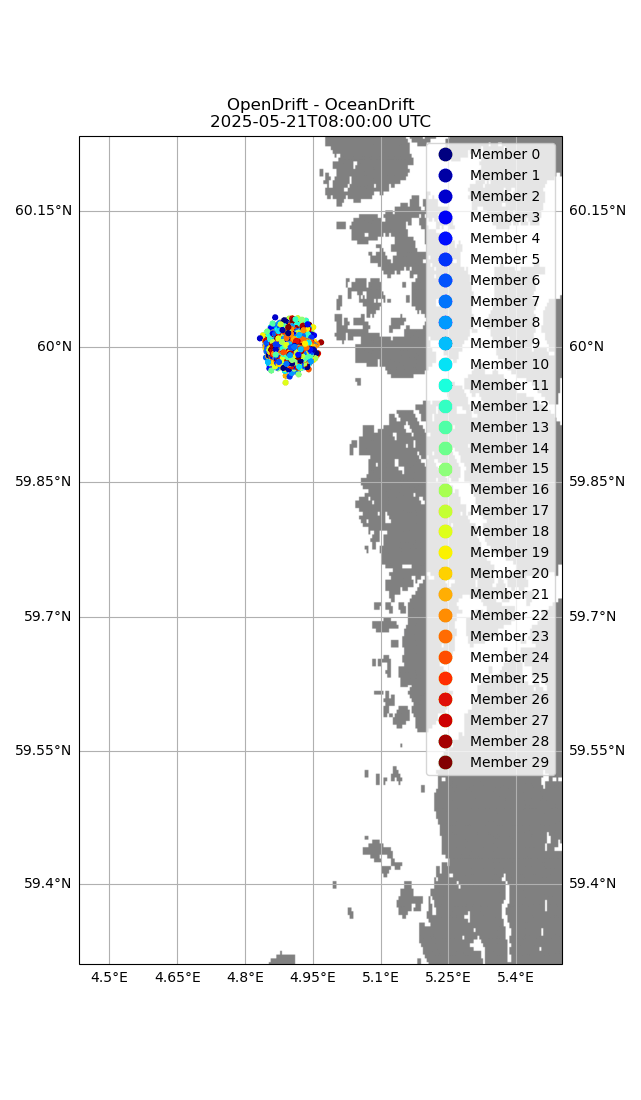 OpenDrift - OceanDrift
2025-05-21T08:00:00 UTC
Member 0
Member 1
Member 2
Member 3
Member 4
Member 5
Member 6
Member 7
Member 8
Member 9
Member 10
Member 11
Member 12
Member 13
Member 14
Member 15
Member 16
Member 17
Member 18
Member 19
Member 20
Member 21
Member 22
Member 23
Member 24
Member 25
Member 26
Member 27
Member 28
Member 29
60.15°N
60°N
59.85°N
59.7°N
59.55°N
59.4°N
60.15°N
60°N
59.85°N
59.7°N
59.55°N
59.4°N
4.5°E 4.65°E 4.8°E 4.95°E 5.1°E 5.25°E 5.4°E